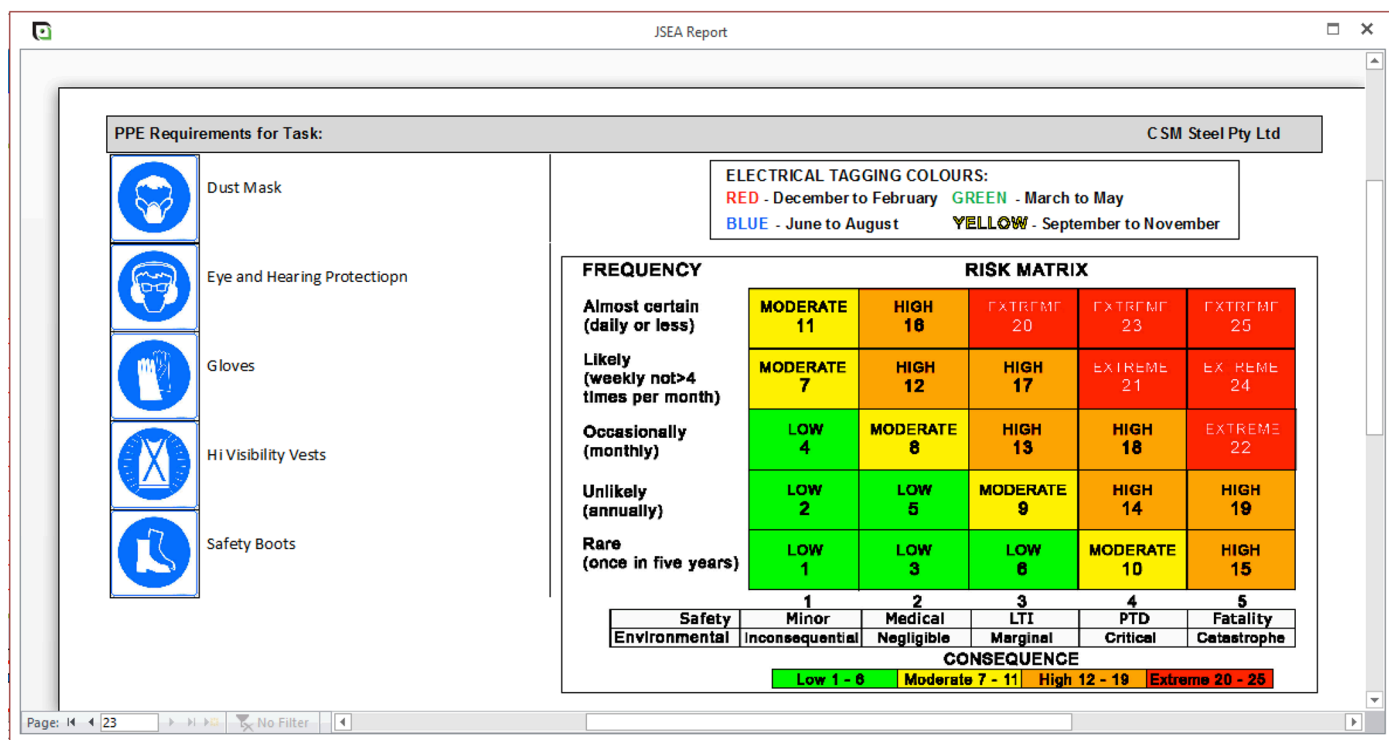 JSEA Report
PPE Requirements for Task:
CSM Steel Pty Ltd
Dust Mask
Eye and Hearing Protectiopn
Gloves
Hi Visibility Vests
Safety Boots
ELECTRICAL TAGGING COLOURS:
RED - December to February GREEN - March to May
BLUE - June to August YELLOW - September to November
FREQUENCY RISK MATRIX
Almost certain
(daily or less)
MODERATE HIGH EXTREME EXTREME EXTREME
11 16 20 23 25
Likely
(weekly not>4
times per month)
MODERATE HIGH HIGH EXTREME EXTREME
7 12 17 21 24
Occasionally
(monthly)
LOW MODERATE HIGH HIGH EXTREME
4 8 13 18 22
Unlikely
(annually)
LOW LOW MODERATE HIGH HIGH
2 5 9 14 19
Rare
(once in five years)
LOW LOW LOW MODERATE HIGH
1 3 6 10 15
1 2 3 4 5
Safety Minor Medical LTI PTD Fatality
Environmental Inconsequential Negligible Marginal Critical Catastrophe
CONSEQUENCE
Low 1 - 6 Moderate 7 - 11 High 12 - 19 Extreme 20 - 25
Page: 23 No Filter